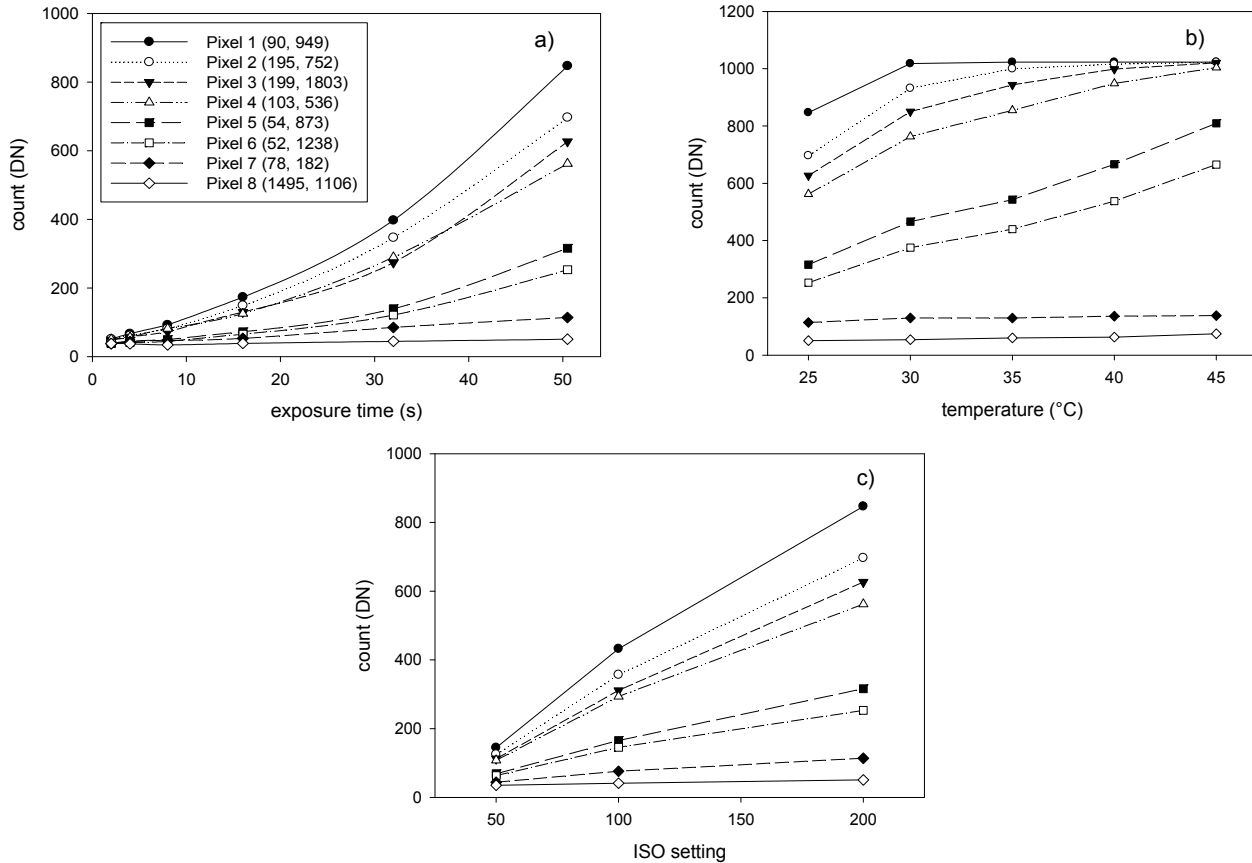 a)
count (DN)
1000
800
600
400
200
0
Pixel 1 (90, 949)
Pixel 2 (195, 752)
Pixel 3 (199, 1803)
Pixel 4 (103, 536)
Pixel 5 (54, 873)
Pixel 6 (52, 1238)
Pixel 7 (78, 182)
Pixel 8 (1495, 1106)
0 10 20 30 40 50
exposure time (s)
b)
count (DN)
1200
1000
800
600
400
200
0
25 30 35 40 45
temperature (°C)
c)
count (DN)
1000
800
600
400
200
0
50 100 150 200
ISO setting